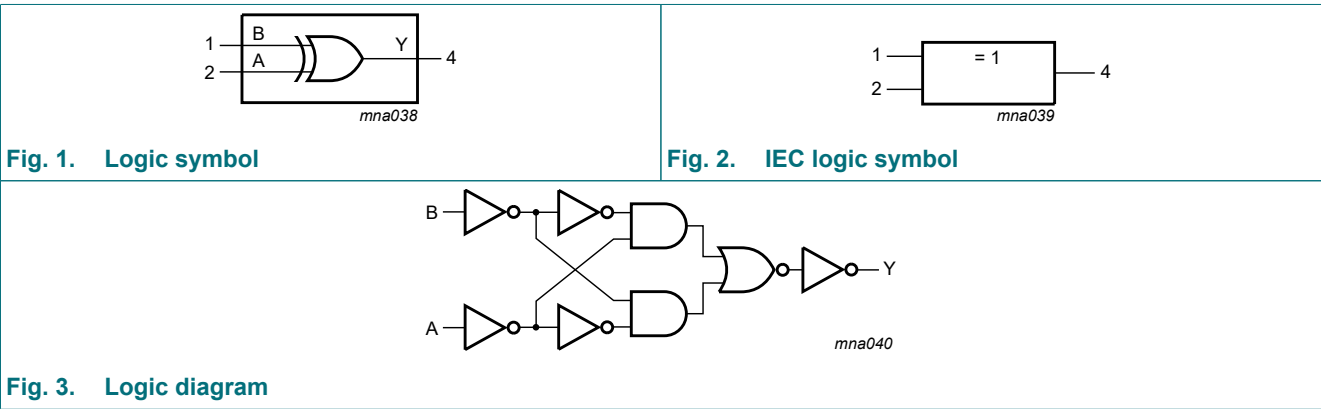 B
1
A
2
Y
4
mna038
Fig. 1. Logic symbol
1
2
= 1
4
mna039
Fig. 2. IEC logic symbol
B
A
Y
mna040
Fig. 3. Logic diagram